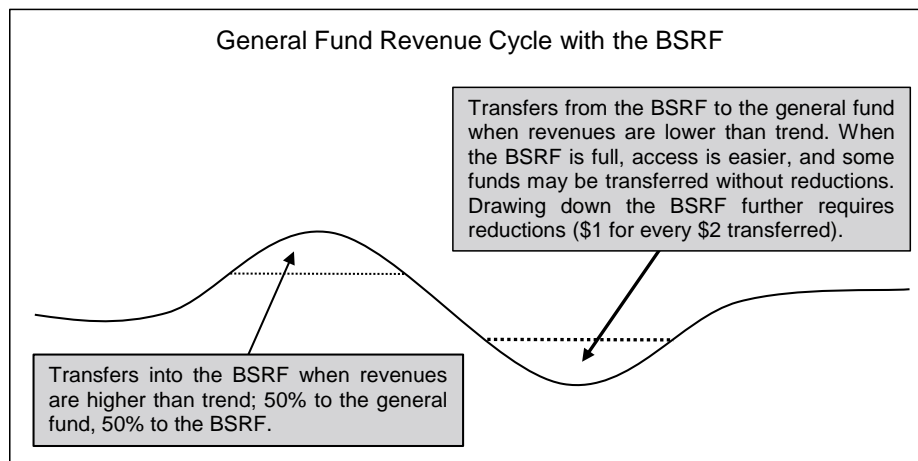 General Fund Revenue Cycle with the BSRF
Transfers from the BSRF to the general fund
when revenues are lower than trend. When
the BSRF is full, access is easier, and some
funds may be transferred without reductions.
Drawing down the BSRF further requires
reductions ($1 for every $2 transferred).
Transfers into the BSRF when revenues
are higher than trend; 50% to the general
fund, 50% to the BSRF.